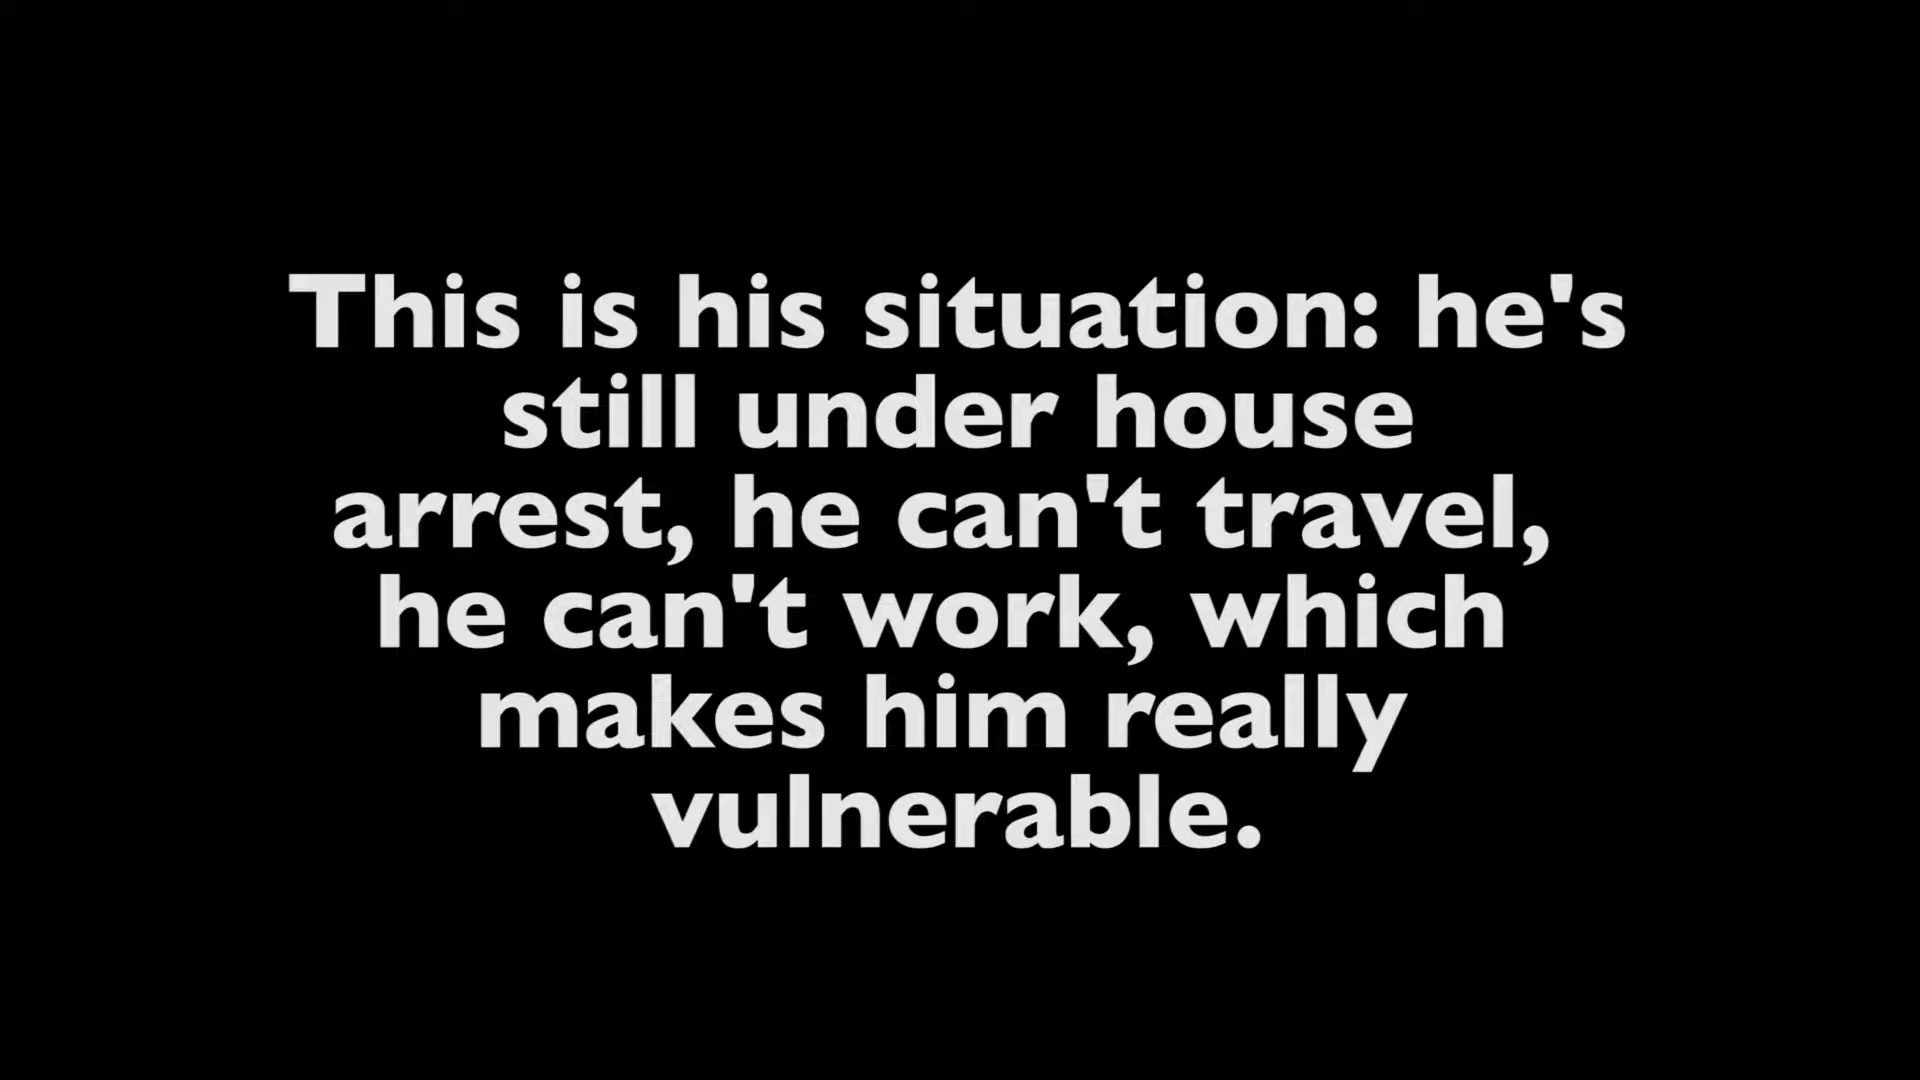 This is his situation: he's
still under house
arrest, he can't travel,
he can't work, which
makes him really
vulnerable.